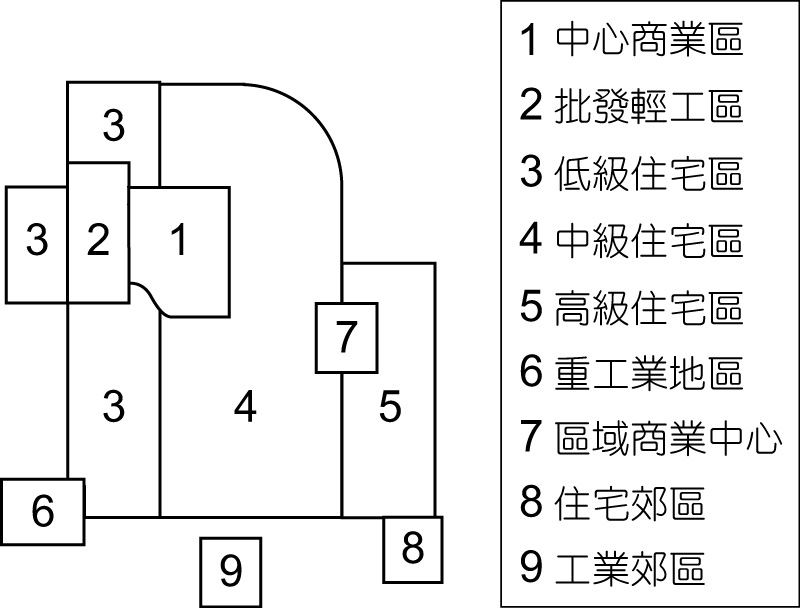 3
3
2
1
7
3
4
5
6
8
9
1 中心商業區
2 批發輕工區
3 低級住宅區
4 中級住宅區
5 高級住宅區
6 重工業地區
7 區域商業中心
8 住宅郊區
9 工業郊區